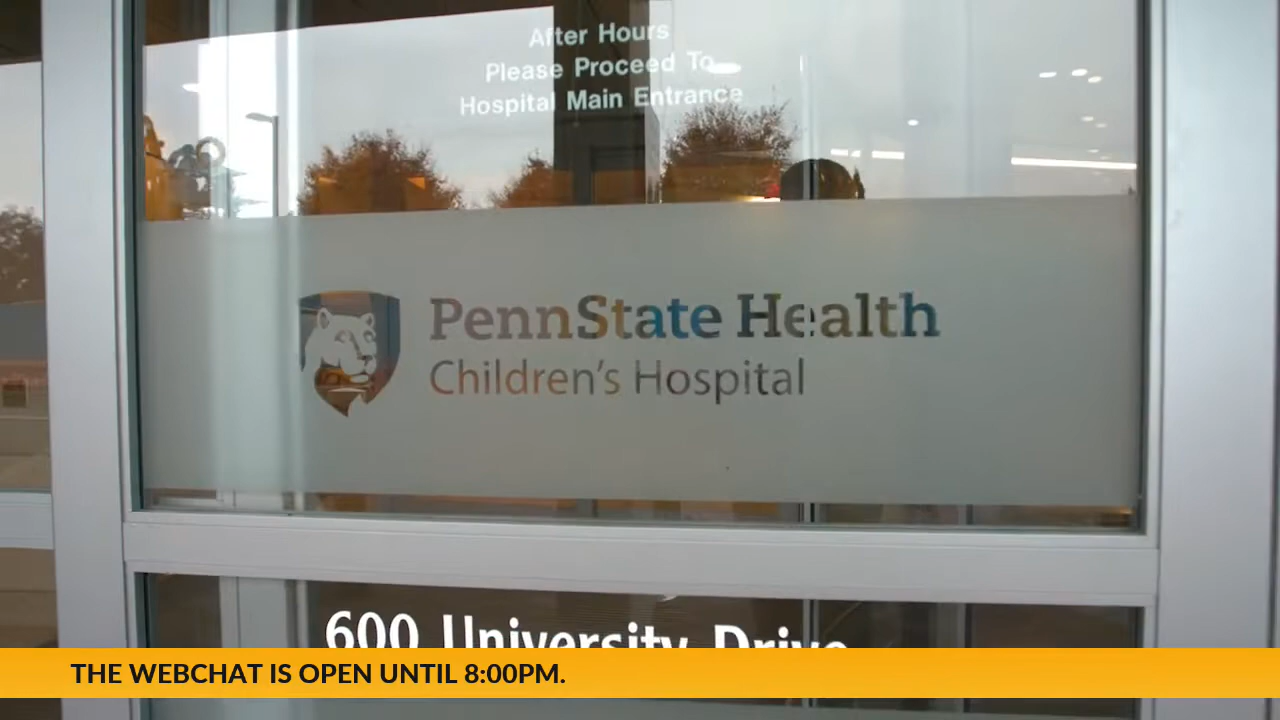 After Hours
Please Proceed To
Hospital Main Entrance
PennState Health
Children's Hospital
600 University Drive
THE WEBCHAT IS OPEN UNTIL 8:00PM.